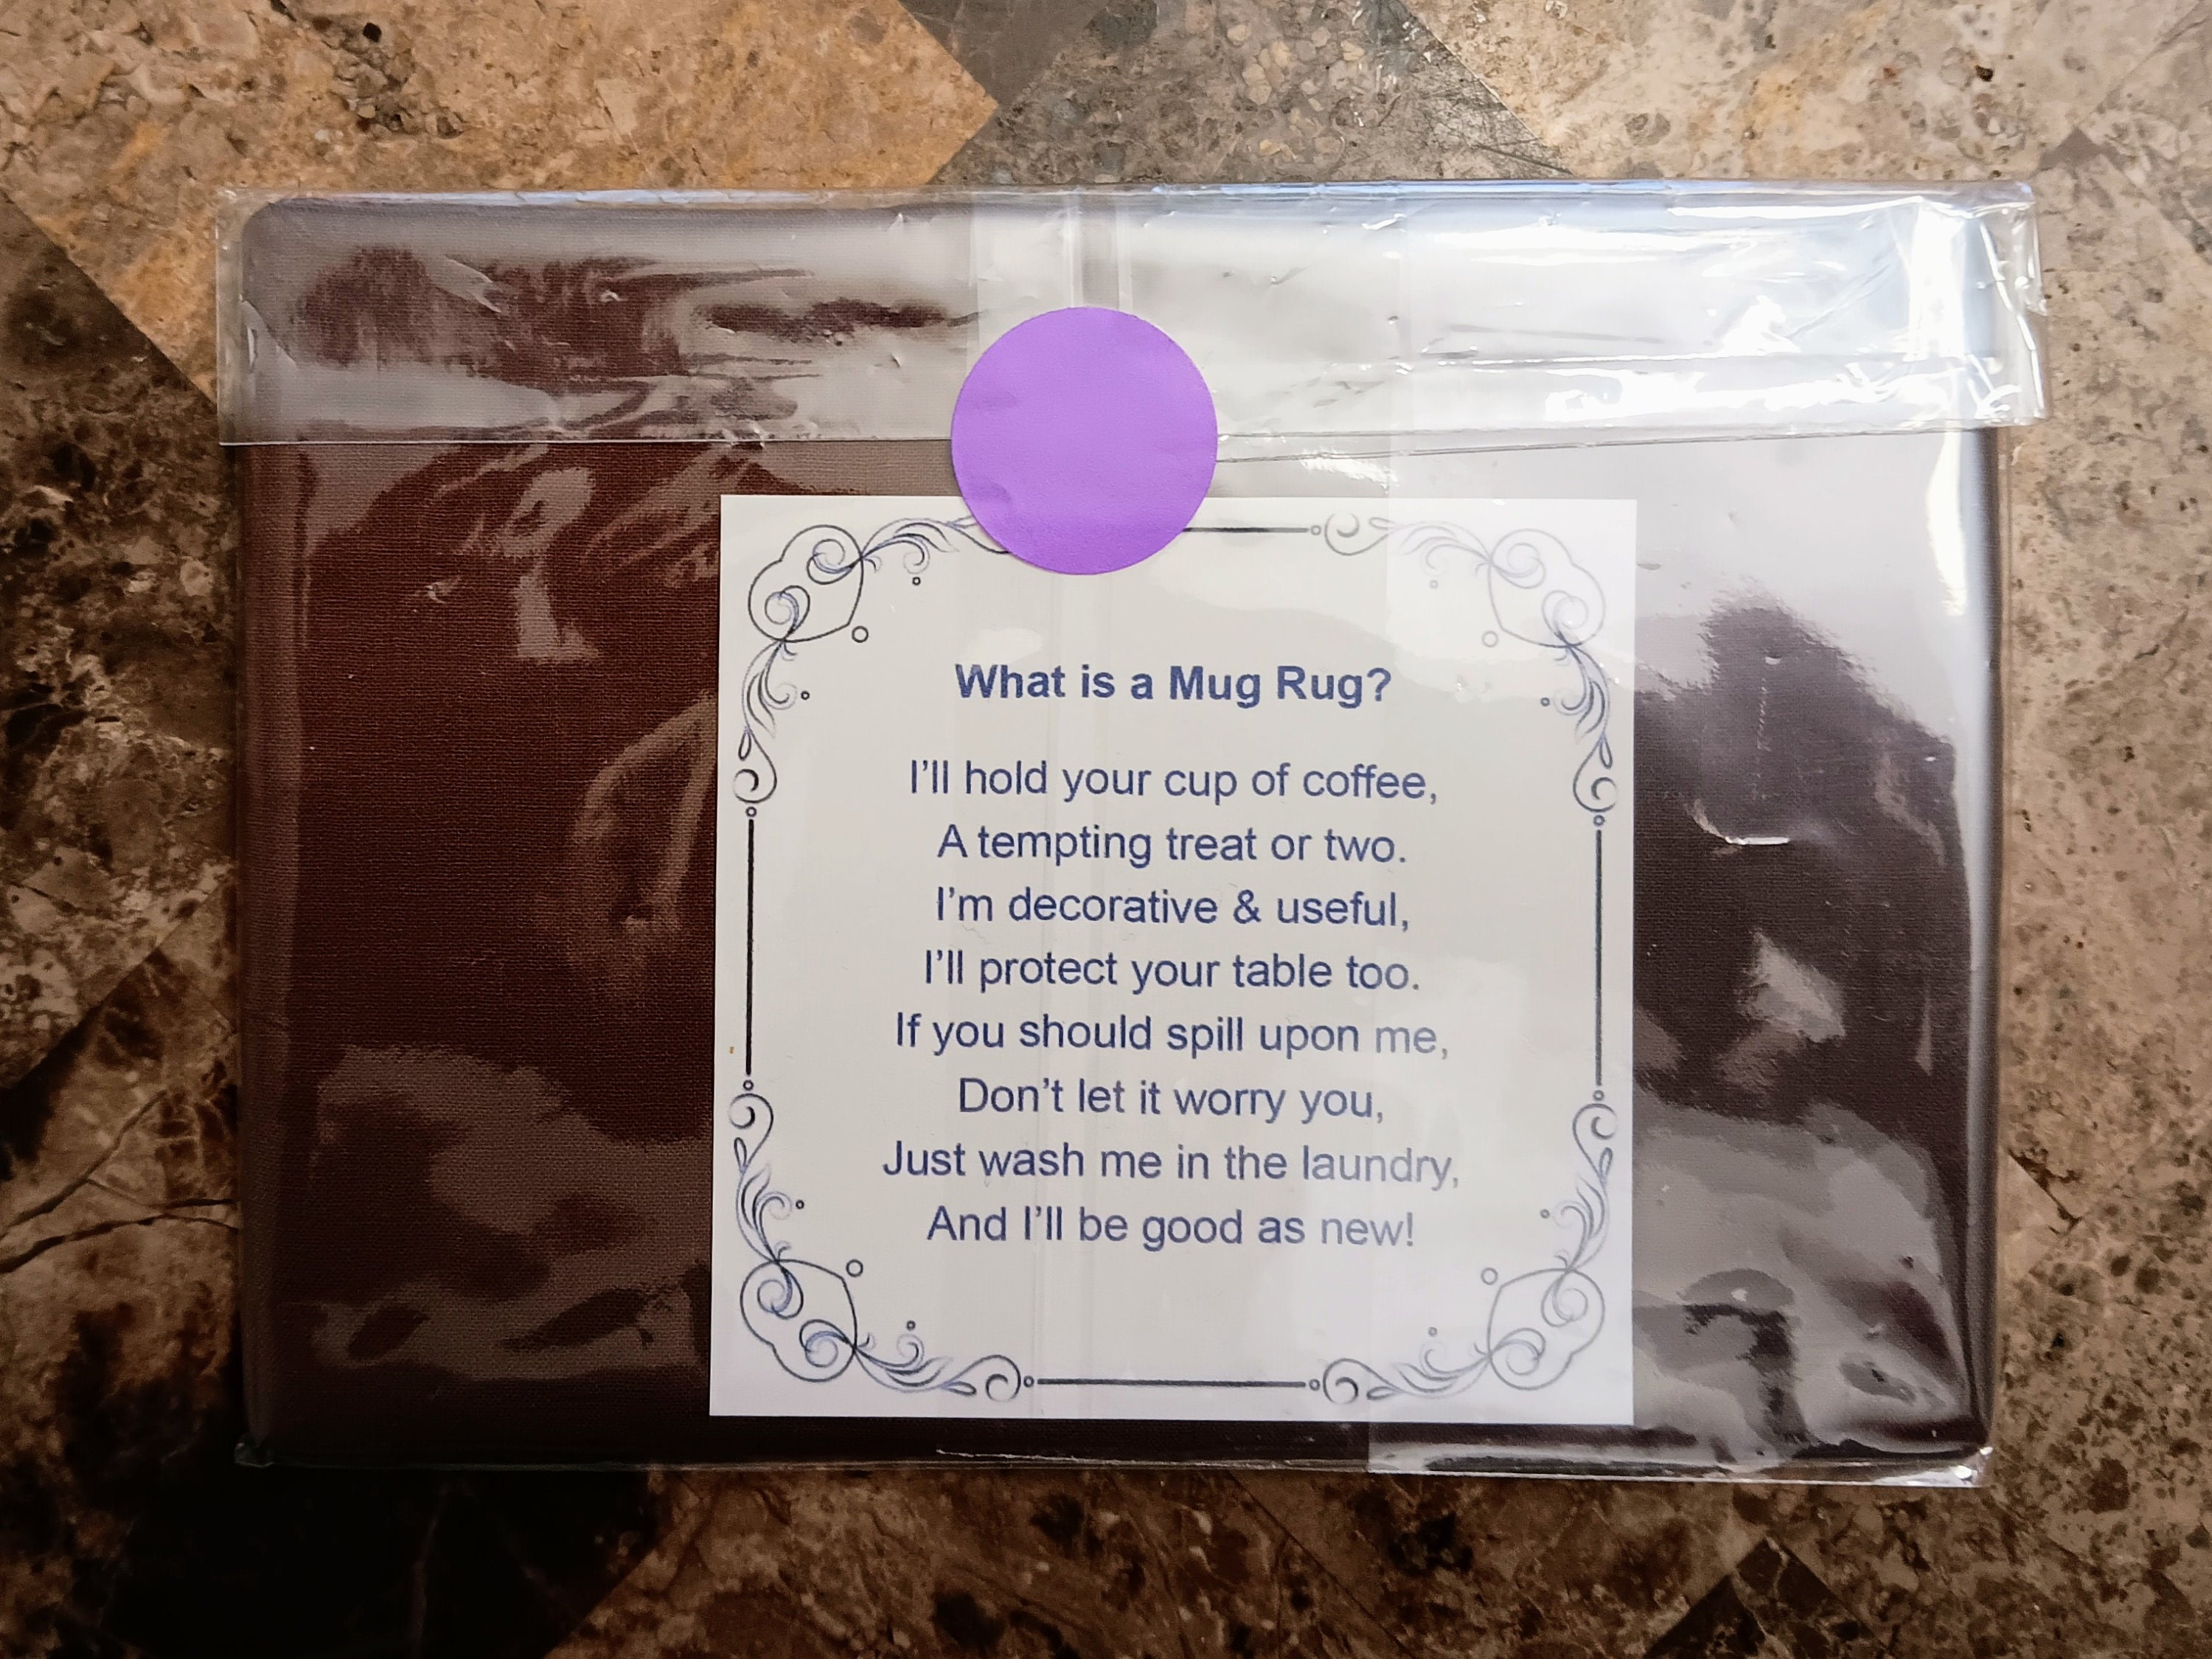 What is a Mug Rug?
I'll hold your cup of coffee,
A tempting treat or two.
I'm decorative & useful,
I'll protect your table too.
If you should spill upon me,
Don't let it worry you,
Just wash me in the laundry,
And I'll be good as new!